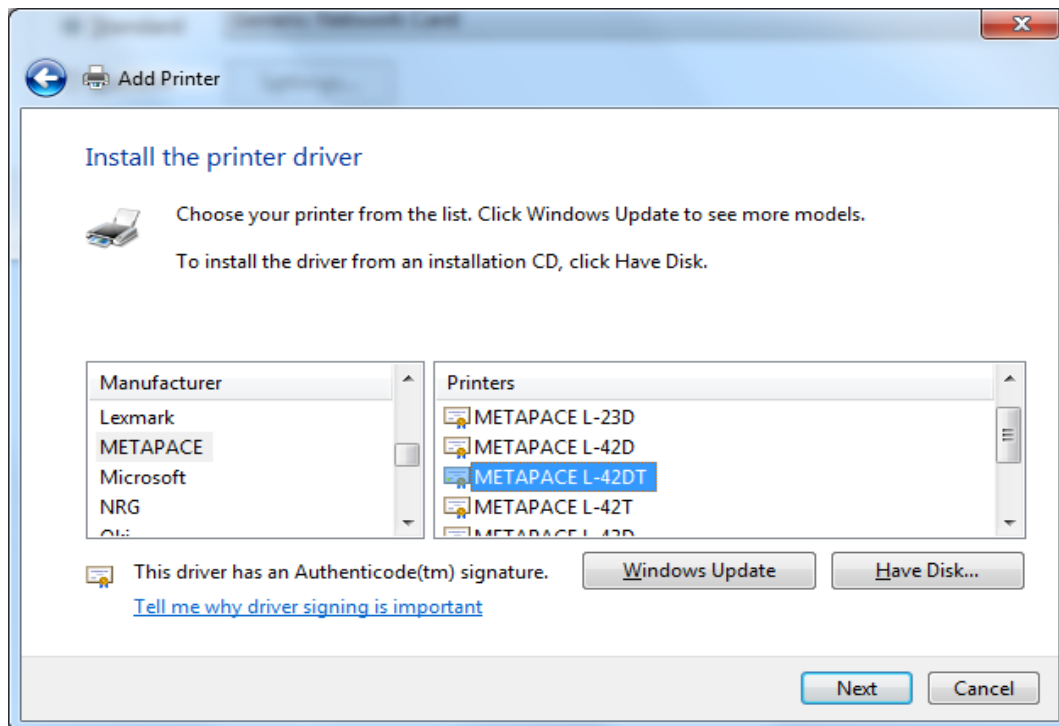 Add Printer
Install the printer driver
Choose your printer from the list. Click Windows Update to see more models.
To install the driver from an installation CD, click Have Disk.
Manufacturer
Lexmark
METAPACE
Microsoft
NRG
Oki
Printers
METAPACE L-23D
METAPACE L-42D
METAPACE L-42DT
METAPACE L-42T
METAPACE L-43D
This driver has an Authenticode(tm) signature.
Tell me why driver signing is important
Windows Update
Have Disk...
Next
Cancel